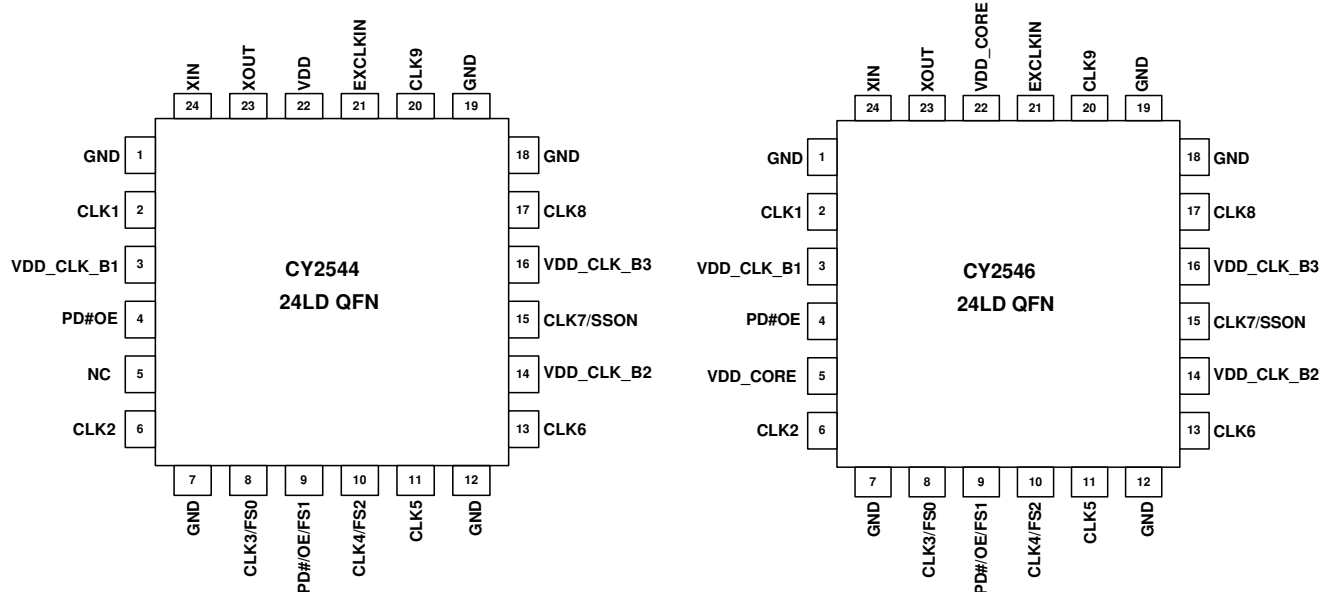 XIN
XOUT
VDD
EXCLKIN
CLK9
GND
24
23
22
21
20
19
GND 1
CLK1 2
VDD_CLK_B1 3
PD#OE 4
NC 5
CLK2 6
CY2544
24LD QFN
18 GND
17 CLK8
16 VDD_CLK_B3
15 CLK7/SSON
14 VDD_CLK_B2
13 CLK6
7
8
9
10
11
12
GND
CLK3/FS0
PD#/OE/FS1
CLK4/FS2
CLK5
GND
XIN
XOUT
VDD_CORE
EXCLKIN
CLK9
GND
24
23
22
21
20
19
GND 1
CLK1 2
VDD_CLK_B1 3
PD#OE 4
VDD_CORE 5
CLK2 6
CY2546
24LD QFN
18 GND
17 CLK8
16 VDD_CLK_B3
15 CLK7/SSON
14 VDD_CLK_B2
13 CLK6
7
8
9
10
11
12
GND
CLK3/FS0
PD#/OE/FS1
CLK4/FS2
CLK5
GND